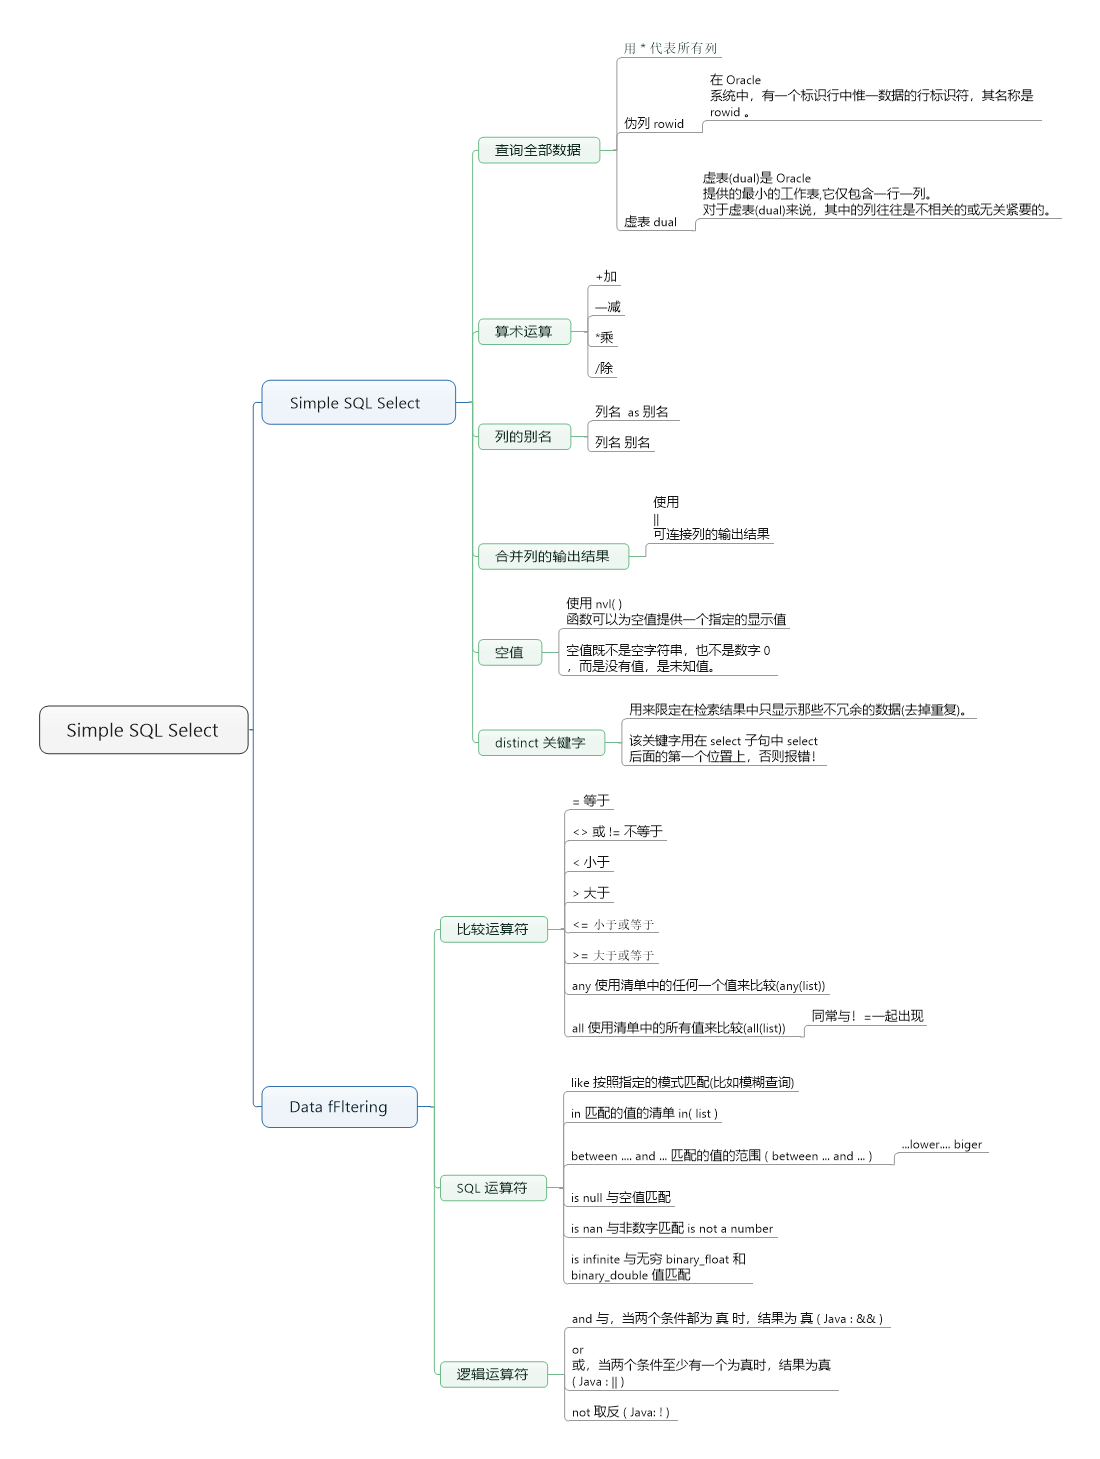 Simple SQL Select
Simple SQL Select
查询全部数据
用 * 代表所有列
伪列 rowid
在 Oracle
系统中，有一个标识行中惟一数据的行标识符，其名称是
rowid 。
虚表 dual
虚表(dual)是 Oracle
提供的最小的工作表,它仅包含一行一列。
对于虚表(dual)来说，其中的列往往是不相关的或无关紧要的。
算术运算
+加
—减
*乘
/除
列的别名
列名 as 别名
列名 别名
合并列的输出结果
使用
||
可连接列的输出结果
空值
使用 nvl( )
函数可以为空值提供一个指定的显示值
空值既不是空字符串，也不是数字 0
，而是没有值，是未知值。
distinct 关键字
用来限定在检索结果中只显示那些不冗余的数据(去掉重复)。
该关键字用在 select 子句中 select
后面的第一个位置上，否则报错！
Data fFltering
比较运算符
= 等于
<> 或 != 不等于
< 小于
> 大于
<= 小于或等于
>= 大于或等于
any 使用清单中的任何一个值来比较(any(list))
all 使用清单中的所有值来比较(all(list))
同常与！=一起出现
SQL 运算符
like 按照指定的模式匹配(比如模糊查询)
in 匹配的值的清单 in( list )
between .... and ... 匹配的值的范围 ( between ... and ... )
...lower.... biger
is null 与空值匹配
is nan 与非数字匹配 is not a number
is infinite 与无穷 binary_float 和
binary_double 值匹配
逻辑运算符
and 与，当两个条件都为 真 时，结果为 真 ( Java : && )
or
或，当两个条件至少有一个为真时，结果为真
( Java : || )
not 取反 ( Java: ! )